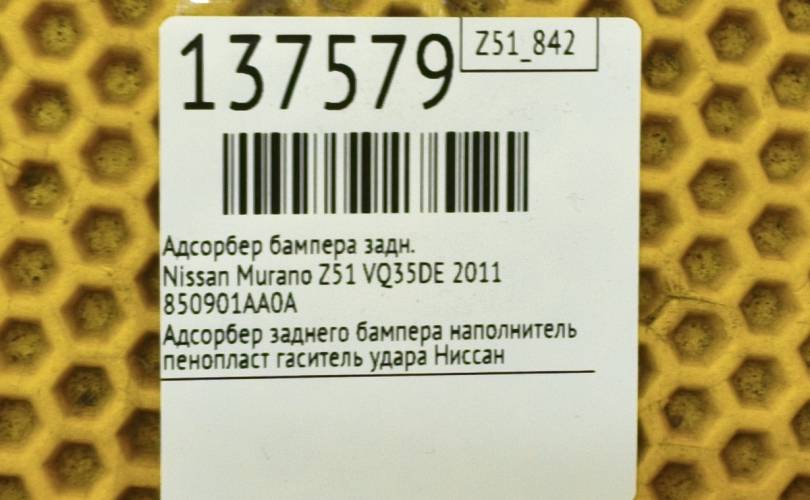 137579
Z51_842
Адсорбер бампера задн.
Nissan Murano Z51 VQ35DE 2011
850901AA0A
Адсорбер заднего бампера наполнитель
пенопласт гаситель удара Ниссан